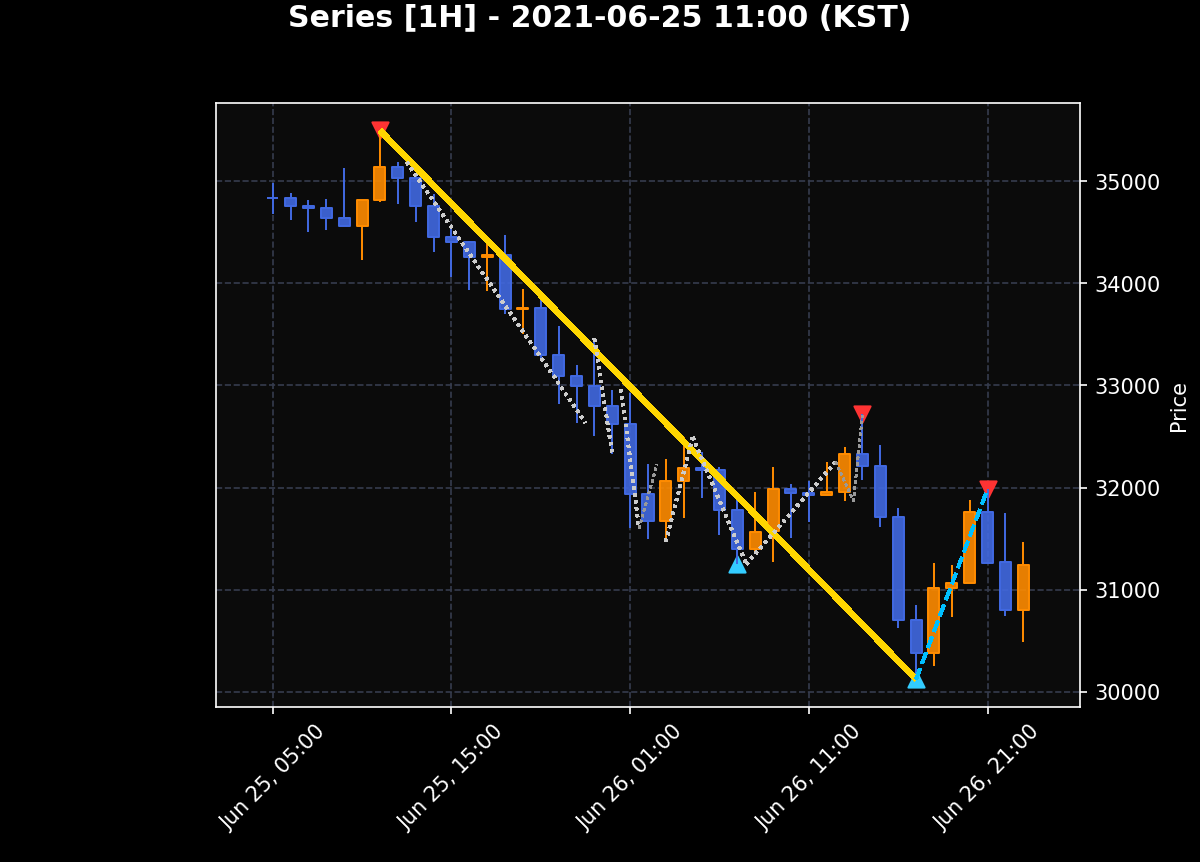 Series [1H] - 2021-06-25 11:00 (KST)
35000
34000
33000
32000
31000
30000
Price
Jun 25, 05:00
Jun 25, 15:00
Jun 26, 01:00
Jun 26, 11:00
Jun 26, 21:00